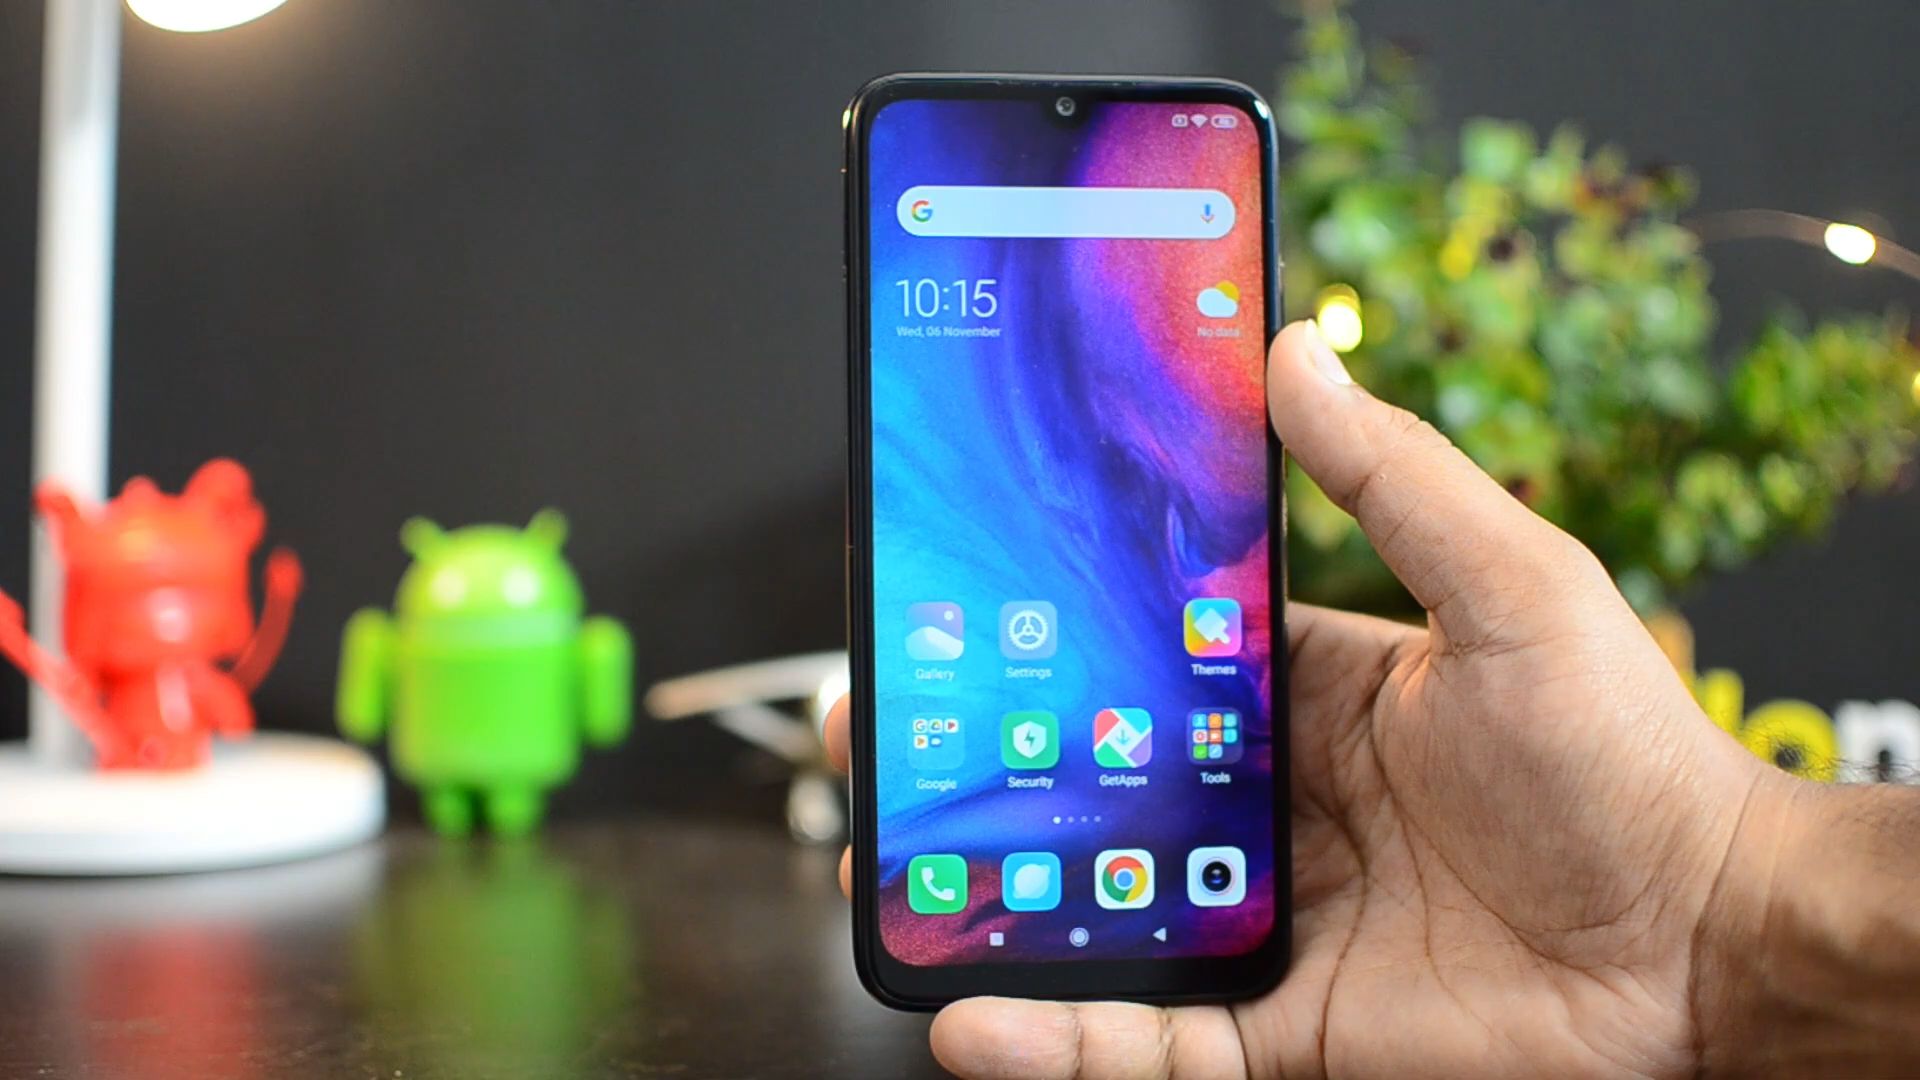 10:15
Wed, 06 November
No data
Gallery
Settings
Themes
Google
Security
GetApps
Tools